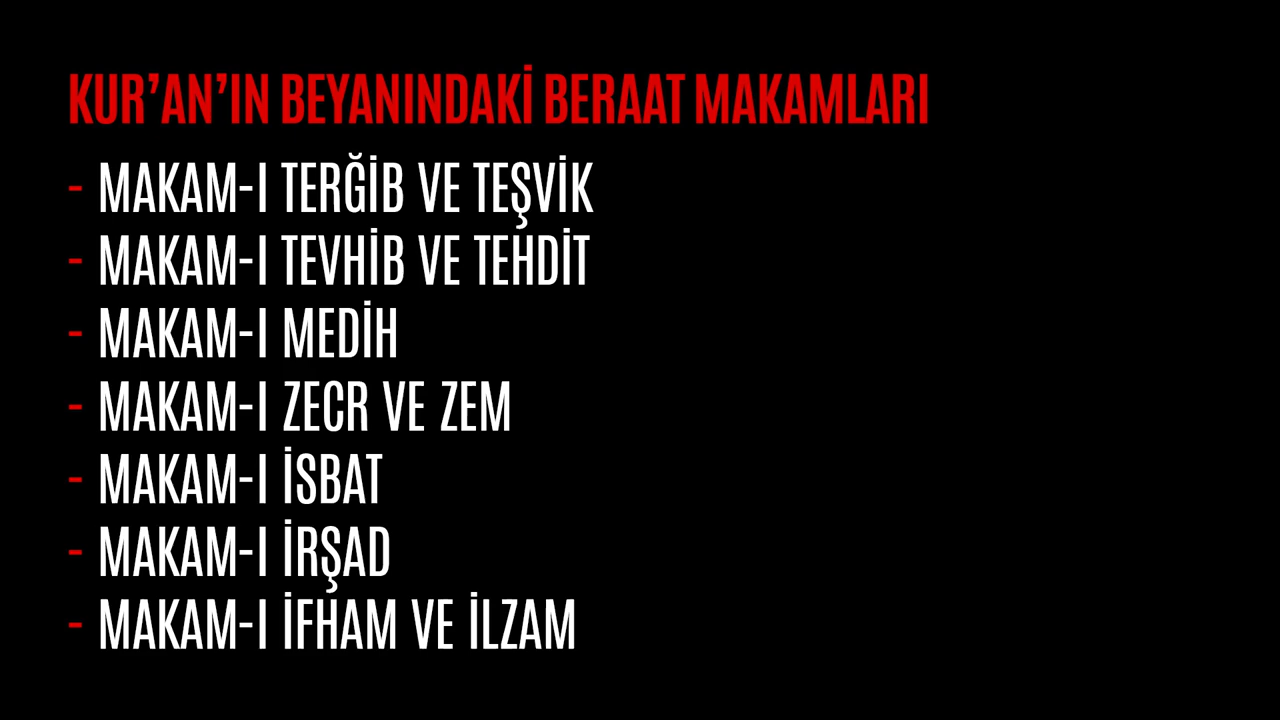 KUR’AN’IN BEYANINDAKİ BERAAT MAKAMLARI
- MAKAM-I TERĞİB VE TEŞVİK
- MAKAM-I TEVHİB VE TEHDİT
- MAKAM-I MEDİH
- MAKAM-I ZECR VE ZEM
- MAKAM-I İSBAT
- MAKAM-I İRŞAD
- MAKAM-I İFHAM VE İLZAM